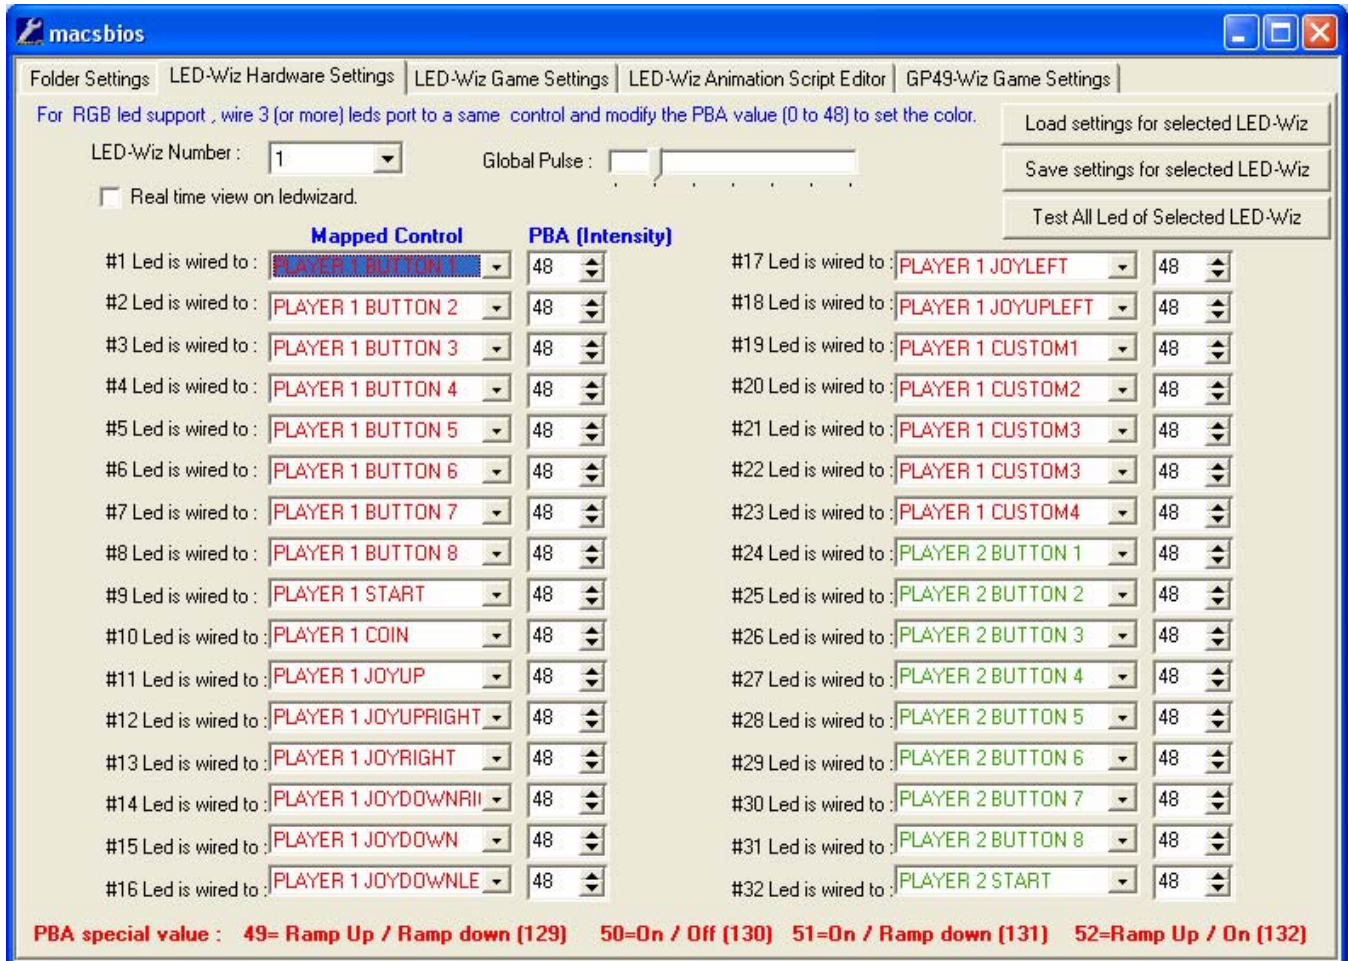 macsbios
Folder Settings LED-Wiz Hardware Settings LED-Wiz Game Settings LED-Wiz Animation Script Editor GP49-Wiz Game Settings
For RGB led support , wire 3 (or more) leds port to a same control and modify the PBA value (0 to 48) to set the color.
Load settings for selected LED-Wiz
LED-Wiz Number : 1 Global Pulse :
Save settings for selected LED-Wiz
Real time view on ledwizard.
Test All Led of Selected LED-Wiz
Mapped Control PBA (Intensity)
#1 Led is wired to : PLAYER 1 BUTTON 1 48 #17 Led is wired to : PLAYER 1 JOYLEFT 48
#2 Led is wired to : PLAYER 1 BUTTON 2 48 #18 Led is wired to : PLAYER 1 JOYUPLEFT 48
#3 Led is wired to : PLAYER 1 BUTTON 3 48 #19 Led is wired to : PLAYER 1 CUSTOM1 48
#4 Led is wired to : PLAYER 1 BUTTON 4 48 #20 Led is wired to : PLAYER 1 CUSTOM2 48
#5 Led is wired to : PLAYER 1 BUTTON 5 48 #21 Led is wired to : PLAYER 1 CUSTOM3 48
#6 Led is wired to : PLAYER 1 BUTTON 6 48 #22 Led is wired to : PLAYER 1 CUSTOM3 48
#7 Led is wired to : PLAYER 1 BUTTON 7 48 #23 Led is wired to : PLAYER 1 CUSTOM4 48
#8 Led is wired to : PLAYER 1 BUTTON 8 48 #24 Led is wired to : PLAYER 2 BUTTON 1 48
#9 Led is wired to : PLAYER 1 START 48 #25 Led is wired to : PLAYER 2 BUTTON 2 48
#10 Led is wired to : PLAYER 1 COIN 48 #26 Led is wired to : PLAYER 2 BUTTON 3 48
#11 Led is wired to : PLAYER 1 JOYUP 48 #27 Led is wired to : PLAYER 2 BUTTON 4 48
#12 Led is wired to : PLAYER 1 JOYUPRIGHT 48 #28 Led is wired to : PLAYER 2 BUTTON 5 48
#13 Led is wired to : PLAYER 1 JOYRIGHT 48 #29 Led is wired to : PLAYER 2 BUTTON 6 48
#14 Led is wired to : PLAYER 1 JOYDOWNRI 48 #30 Led is wired to : PLAYER 2 BUTTON 7 48
#15 Led is wired to : PLAYER 1 JOYDOWN 48 #31 Led is wired to : PLAYER 2 BUTTON 8 48
#16 Led is wired to : PLAYER 1 JOYDOWNLE 48 #32 Led is wired to : PLAYER 2 START 48
PBA special value : 49= Ramp Up / Ramp down (129) 50=On / Off (130) 51=On / Ramp down (131) 52=Ramp Up / On (132)